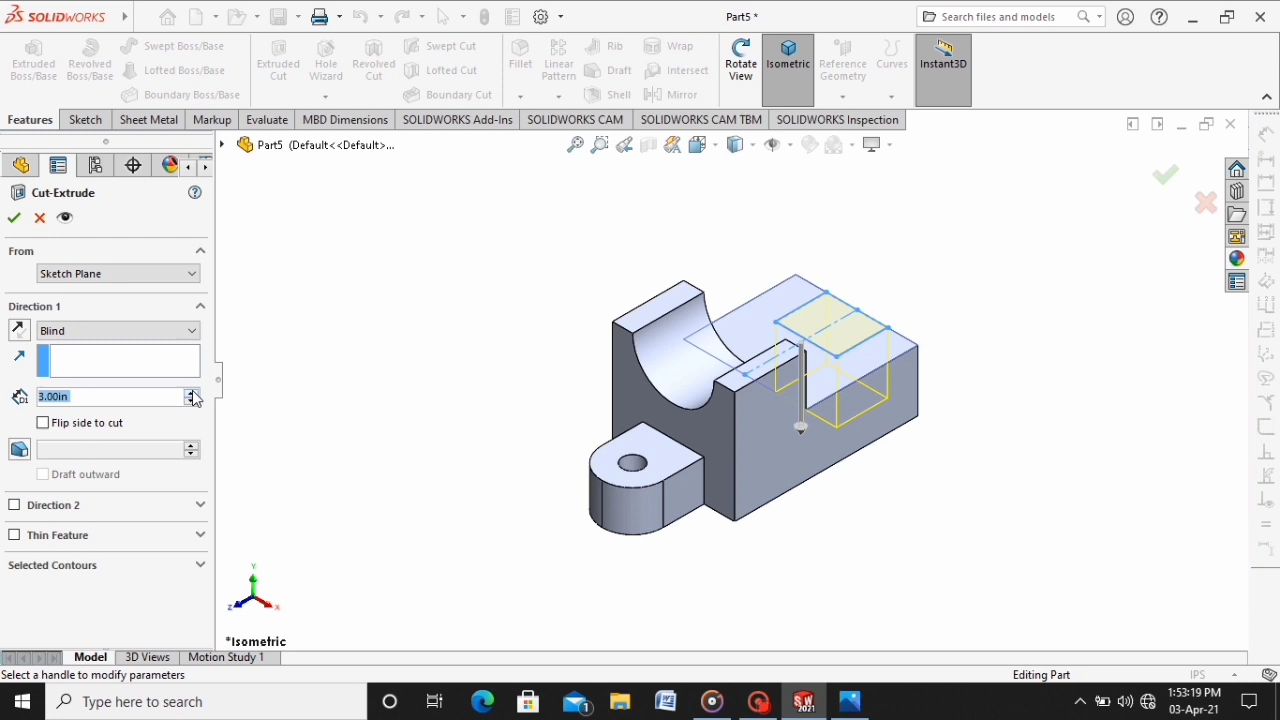 SOLIDWORKS
Part5 *
Search files and models
Extruded Boss/Base
Revolved Boss/Base
Swept Boss/Base
Lofted Boss/Base
Boundary Boss/Base
Extruded Cut
Hole Wizard
Revolved Cut
Swept Cut
Lofted Cut
Boundary Cut
Fillet
Linear Pattern
Rib
Draft
Shell
Wrap
Intersect
Mirror
Rotate View
Isometric
Reference Geometry
Curves
Instant3D
Features
Sketch
Sheet Metal
Markup
Evaluate
MBD Dimensions
SOLIDWORKS Add-Ins
SOLIDWORKS CAM
SOLIDWORKS CAM TBM
SOLIDWORKS Inspection
Part5 (Default<<Default>...
Cut-Extrude
From
Sketch Plane
Direction 1
Blind
3.00in
Flip side to cut
Draft outward
Direction 2
Thin Feature
Selected Contours
Y
Z
X
*Isometric
Model
3D Views
Motion Study 1
Select a handle to modify parameters
Editing Part
IPS
Type here to search
1
SW
2021
1:53:19 PM
03-Apr-21